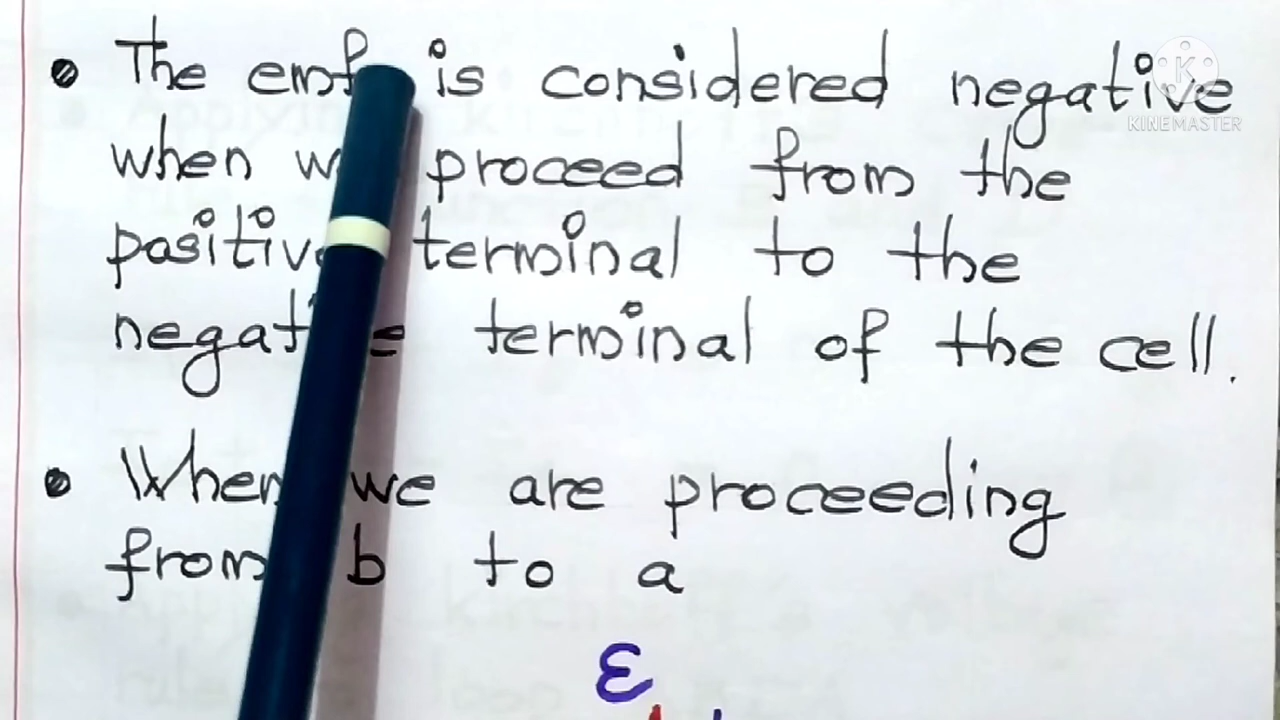 The emf is considered negative
when we proceed from the
positive terminal to the
negative terminal of the cell.
When we are proceeding
from b to a
ε
K
KINEMASTER